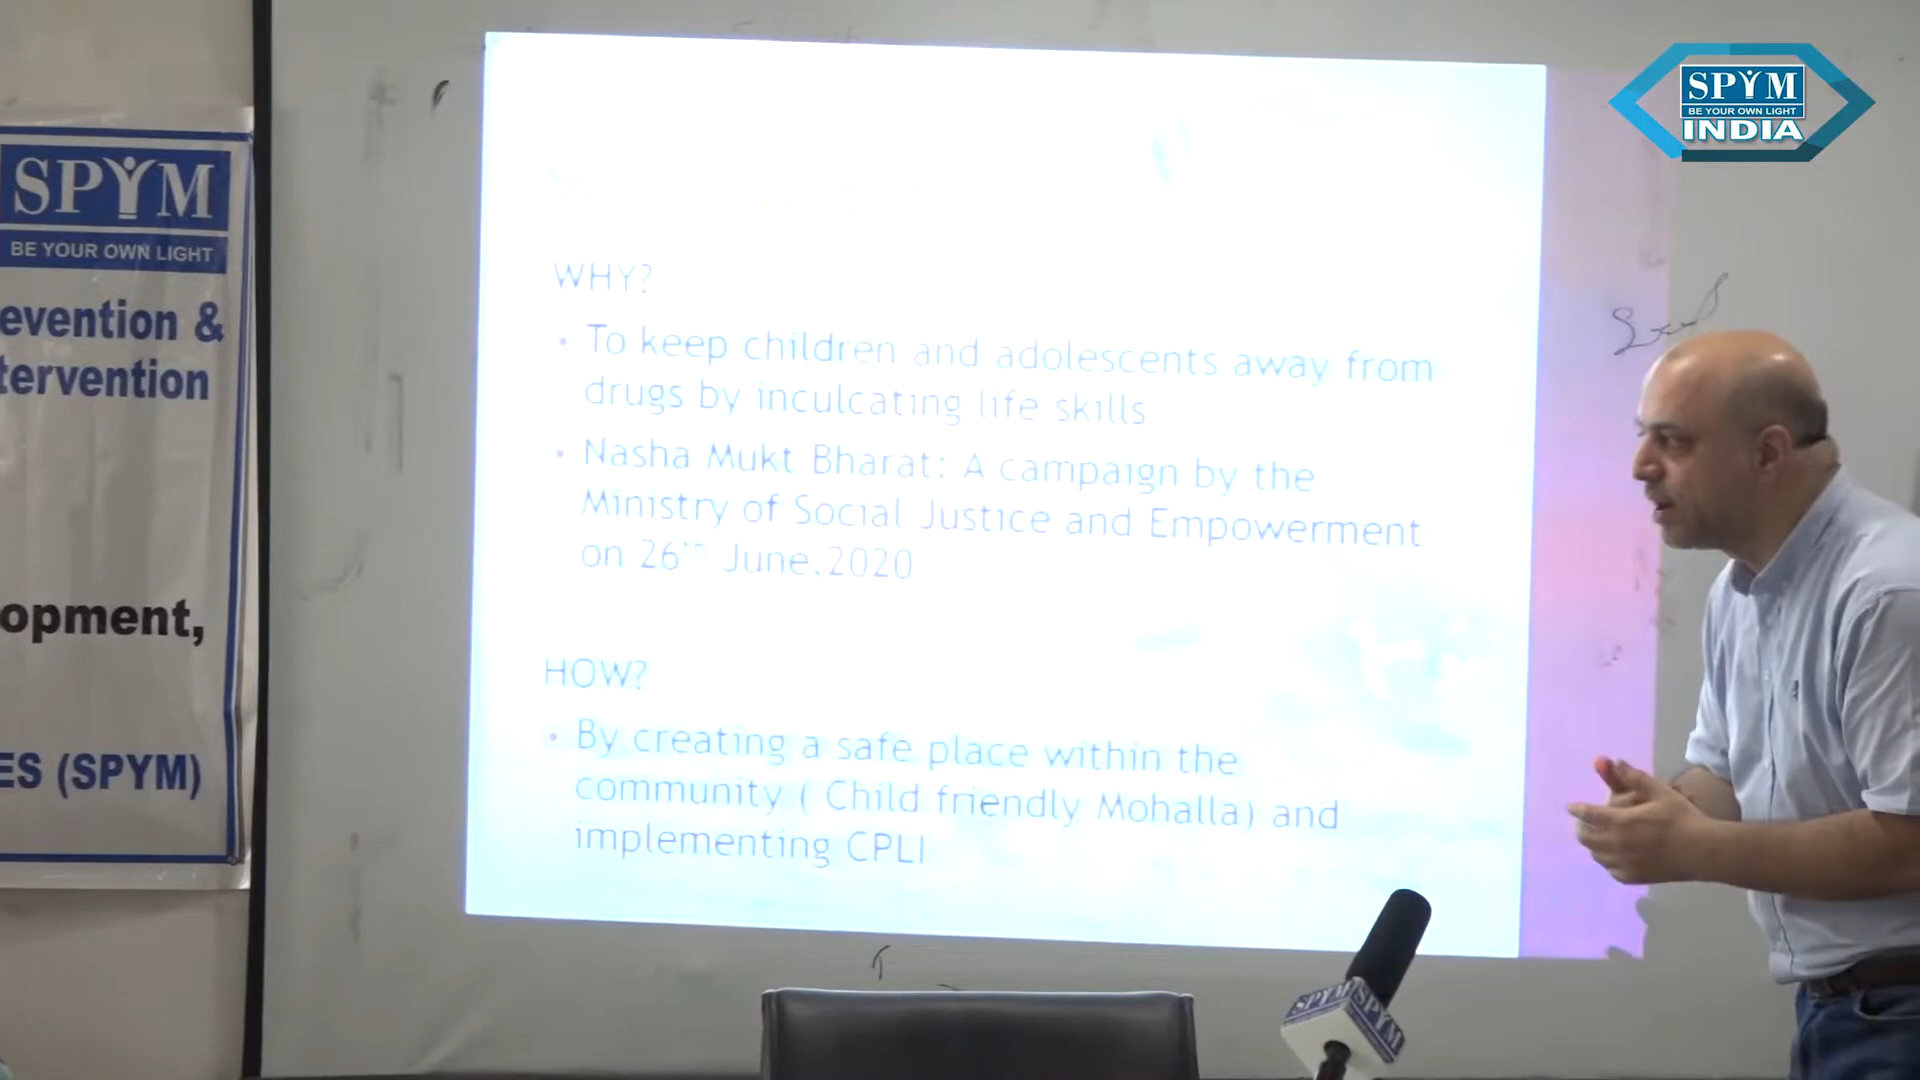 SPYM
BE YOUR OWN LIGHT
INDIA
SPYM
BE YOUR OWN LIGHT
evention &
tervention
opment,
ES (SPYM)
WHY?
To keep children and adolescents away from
drugs by inculcating life skills
Nasha Mukt Bharat: A campaign by the
Ministry of Social Justice and Empowerment
on 26th June.2020
HOW?
By creating a safe place within the
community ( Child friendly Mohalla) and
implementing CPLI
SPYM SPYM